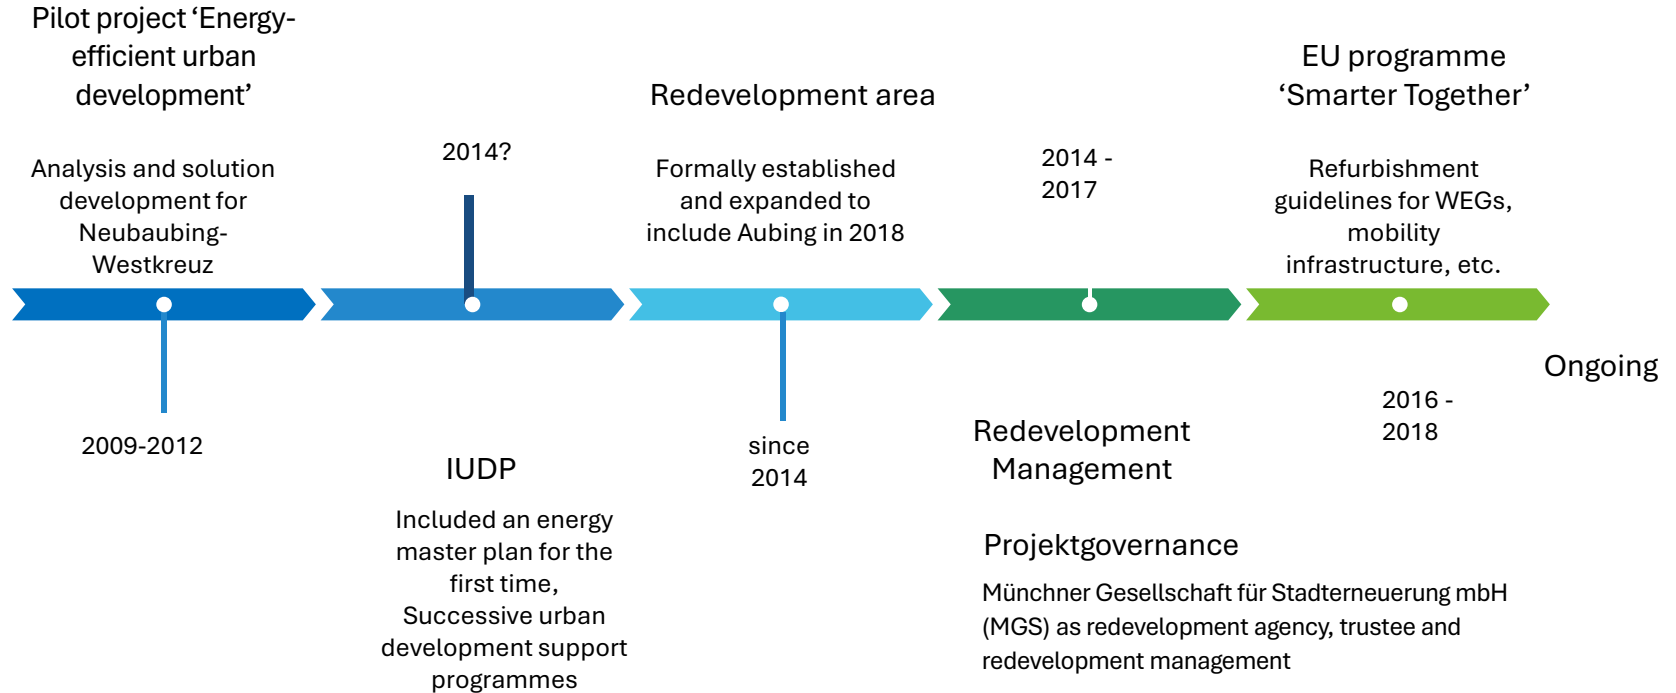 Pilot project ‘Energy-
efficient urban
development’
Analysis and solution
development for
Neubaubing-
Westkreuz
2009-2012
2014?
IUDP
Included an energy
master plan for the
first time,
Successive urban
development support
programmes
Redevelopment area
Formally established
and expanded to
include Aubing in 2018
since
2014
2014 -
2017
Redevelopment
Management
Projektgovernance
Münchner Gesellschaft für Stadterneuerung mbH
(MGS) as redevelopment agency, trustee and
redevelopment management
EU programme
‘Smarter Together’
Refurbishment
guidelines for WEGs,
mobility
infrastructure, etc.
2016 -
2018
Ongoing